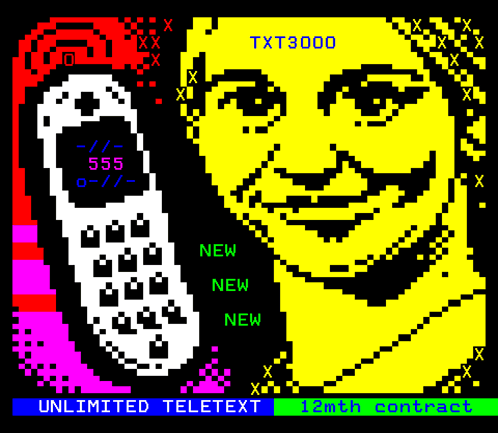 TXT3000
-//-
555
o-//-
NEW
NEW
NEW
UNLIMITED TELETEXT 12mth contract